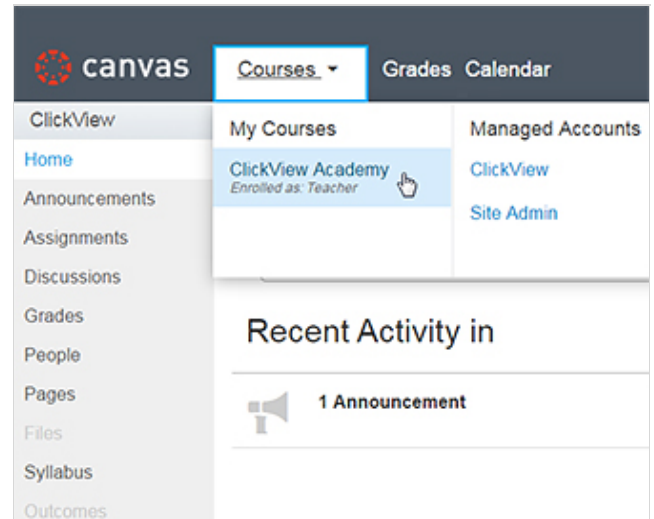 canvas
Courses
Grades
Calendar
ClickView
Home
Announcements
Assignments
Discussions
Grades
People
Pages
Files
Syllabus
Outcomes
My Courses
ClickView Academy
Enrolled as: Teacher
Managed Accounts
ClickView
Site Admin
Recent Activity in
1 Announcement